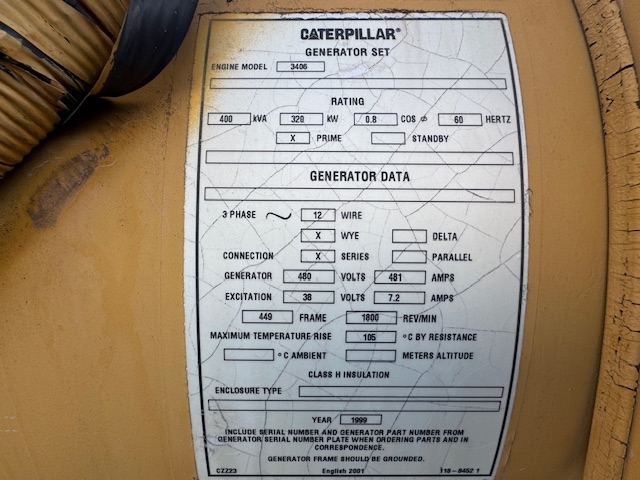 CATERPILLAR®
GENERATOR SET
ENGINE MODEL 3406
RATING
400 kVA 320 kW 0.8 COS ⌀ 60 HERTZ
X PRIME STANDBY
GENERATOR DATA
3 PHASE ~ 12 WIRE
X WYE DELTA
CONNECTION X SERIES PARALLEL
GENERATOR 480 VOLTS 481 AMPS
EXCITATION 38 VOLTS 7.2 AMPS
449 FRAME 1800 REV/MIN
MAXIMUM TEMPERATURE RISE 105 °C BY RESISTANCE
°C AMBIENT METERS ALTITUDE
CLASS H INSULATION
ENCLOSURE TYPE
YEAR 1999
INCLUDE SERIAL NUMBER AND GENERATOR PART NUMBER FROM
GENERATOR SERIAL NUMBER PLATE WHEN ORDERING PARTS AND IN
CORRESPONDENCE.
GENERATOR FRAME SHOULD BE GROUNDED.
CZZ23 English 2001 118-8452 1